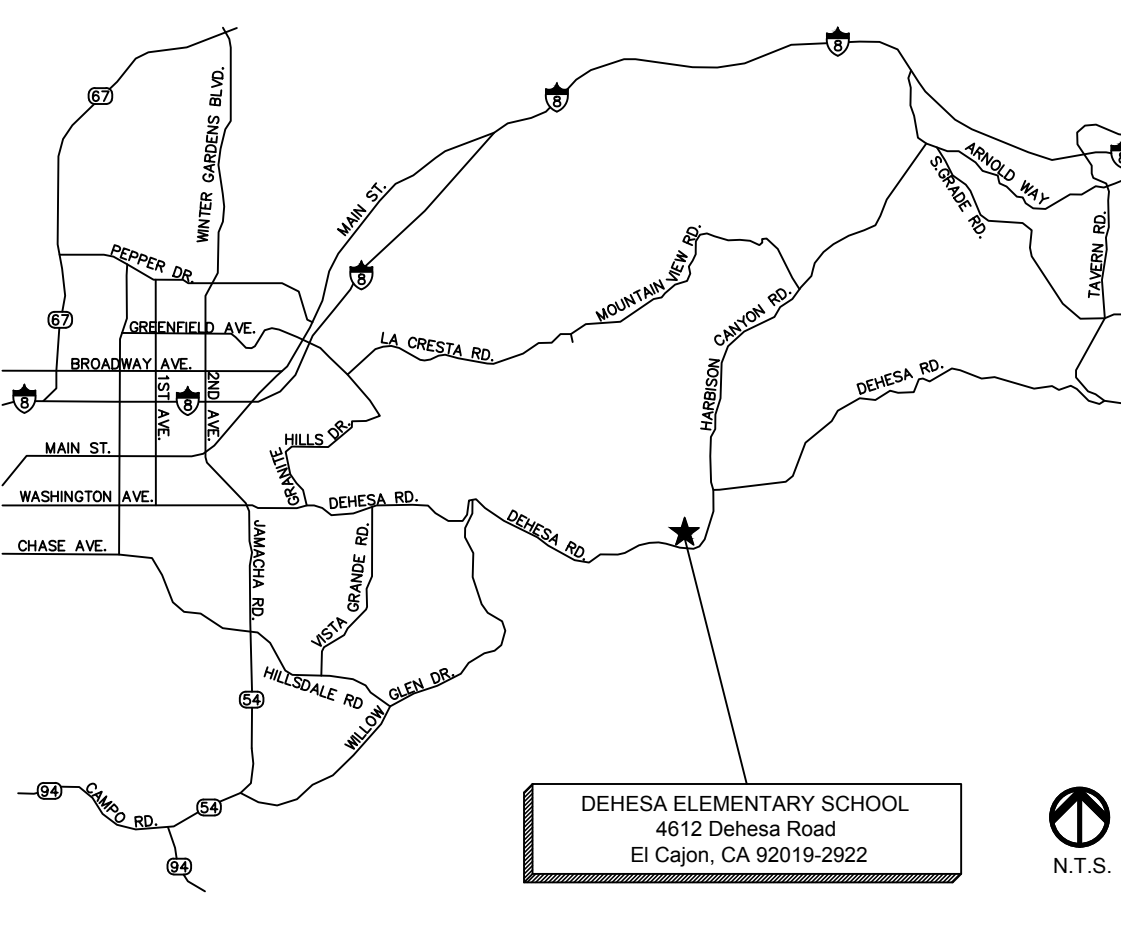 8
67
8
WINTER GARDENS BLVD.
ARNOLD WAY
8
S.GRADE RD.
MAIN ST.
TAVERN RD.
PEPPER DR.
MOUNTAIN VIEW RD.
8
67
GREENFIELD AVE.
HARBISON CANYON RD.
LA CRESTA RD.
BROADWAY AVE.
DEHESA RD.
8
1ST AVE.
8
2ND AVE.
GRANITE HILLS DR.
MAIN ST.
WASHINGTON AVE.
DEHESA RD.
DEHESA RD.
CHASE AVE.
JAMACHA RD.
VISTA GRANDE RD.
HILLSDALE RD
WILLOW GLEN DR.
54
94
CAMPO RD.
54
94
DEHESA ELEMENTARY SCHOOL
4612 Dehesa Road
El Cajon, CA 92019-2922
N.T.S.